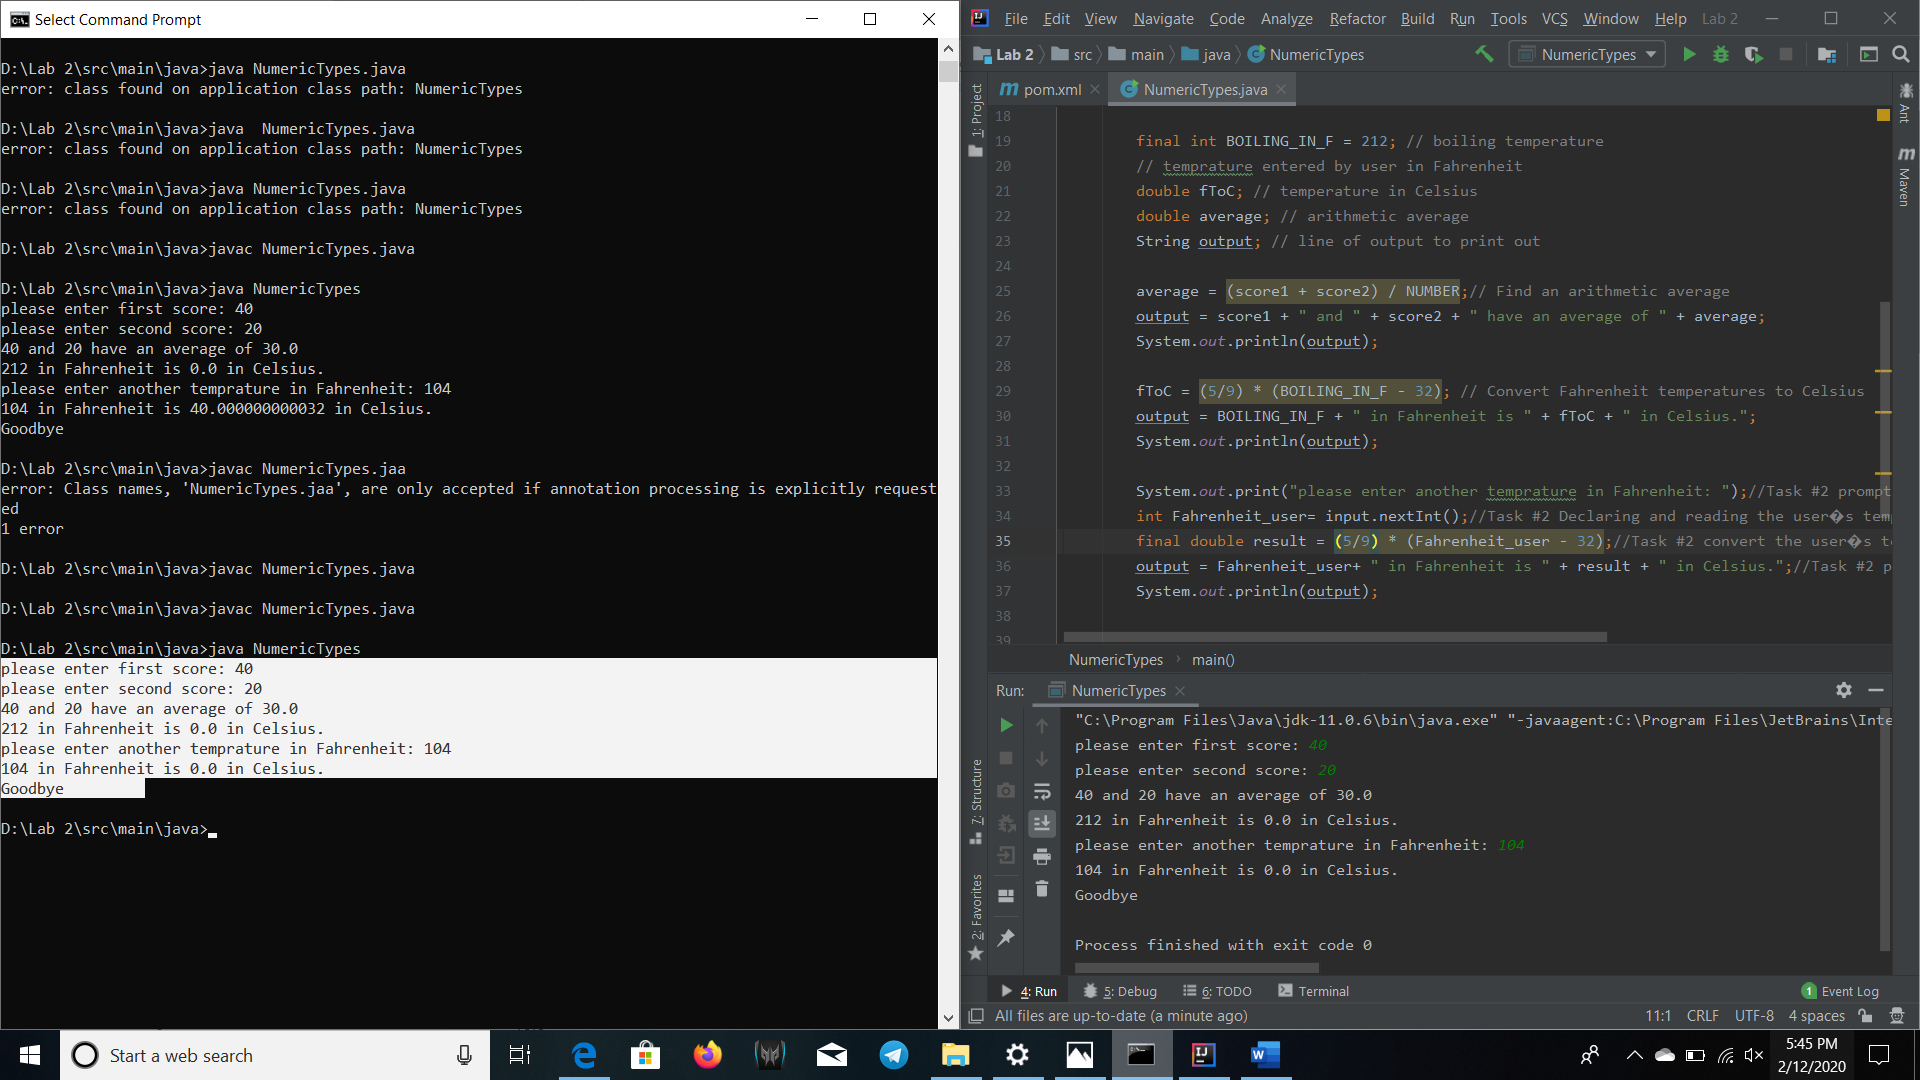 Select Command Prompt
D:\Lab 2\src\main\java>java NumericTypes.java
error: class found on application class path: NumericTypes
D:\Lab 2\src\main\java>java  NumericTypes.java
error: class found on application class path: NumericTypes
D:\Lab 2\src\main\java>java NumericTypes.java
error: class found on application class path: NumericTypes
D:\Lab 2\src\main\java>javac NumericTypes.java
D:\Lab 2\src\main\java>java NumericTypes
please enter first score: 40
please enter second score: 20
40 and 20 have an average of 30.0
212 in Fahrenheit is 0.0 in Celsius.
please enter another temprature in Fahrenheit: 104
104 in Fahrenheit is 40.000000000032 in Celsius.
Goodbye
D:\Lab 2\src\main\java>javac NumericTypes.jaa
error: Class names, 'NumericTypes.jaa', are only accepted if annotation processing is explicitly request
ed
1 error
D:\Lab 2\src\main\java>javac NumericTypes.java
D:\Lab 2\src\main\java>javac NumericTypes.java
D:\Lab 2\src\main\java>java NumericTypes
please enter first score: 40
please enter second score: 20
40 and 20 have an average of 30.0
212 in Fahrenheit is 0.0 in Celsius.
please enter another temprature in Fahrenheit: 104
104 in Fahrenheit is 0.0 in Celsius.
Goodbye
D:\Lab 2\src\main\java>
File Edit View Navigate Code Analyze Refactor Build Run Tools VCS Window Help Lab 2
Lab 2 src main java NumericTypes NumericTypes
pom.xml NumericTypes.java
1: Project
Ant
Maven
18
19 final int BOILING_IN_F = 212; // boiling temperature
20 // temprature entered by user in Fahrenheit
21 double fToC; // temperature in Celsius
22 double average; // arithmetic average
23 String output; // line of output to print out
24
25 average = (score1 + score2) / NUMBER;// Find an arithmetic average
26 output = score1 + " and " + score2 + " have an average of " + average;
27 System.out.println(output);
28
29 fToC = (5/9) * (BOILING_IN_F - 32); // Convert Fahrenheit temperatures to Celsius
30 output = BOILING_IN_F + " in Fahrenheit is " + fToC + " in Celsius.";
31 System.out.println(output);
32
33 System.out.print("please enter another temprature in Fahrenheit: ");//Task #2 prompt
34 int Fahrenheit_user= input.nextInt();//Task #2 Declaring and reading the user�s tem
35 final double result = (5/9) * (Fahrenheit_user - 32);//Task #2 convert the user�s t
36 output = Fahrenheit_user+ " in Fahrenheit is " + result + " in Celsius.";//Task #2 p
37 System.out.println(output);
38
39
NumericTypes › main()
Run: NumericTypes
7: Structure
2: Favorites
"C:\Program Files\Java\jdk-11.0.6\bin\java.exe" "-javaagent:C:\Program Files\JetBrains\Inte
please enter first score: 40
please enter second score: 20
40 and 20 have an average of 30.0
212 in Fahrenheit is 0.0 in Celsius.
please enter another temprature in Fahrenheit: 104
104 in Fahrenheit is 0.0 in Celsius.
Goodbye
Process finished with exit code 0
4: Run 5: Debug 6: TODO Terminal 1 Event Log
All files are up-to-date (a minute ago) 11:1 CRLF UTF-8 4 spaces
Start a web search
5:45 PM
2/12/2020